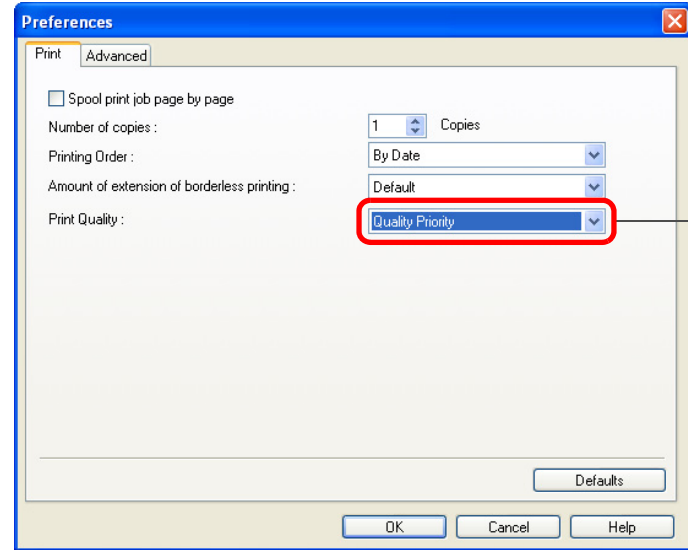 Preferences
Print Advanced
Spool print job page by page
Number of copies : 1 Copies
Printing Order : By Date
Amount of extension of borderless printing : Default
Print Quality : Quality Priority
Defaults
OK Cancel Help